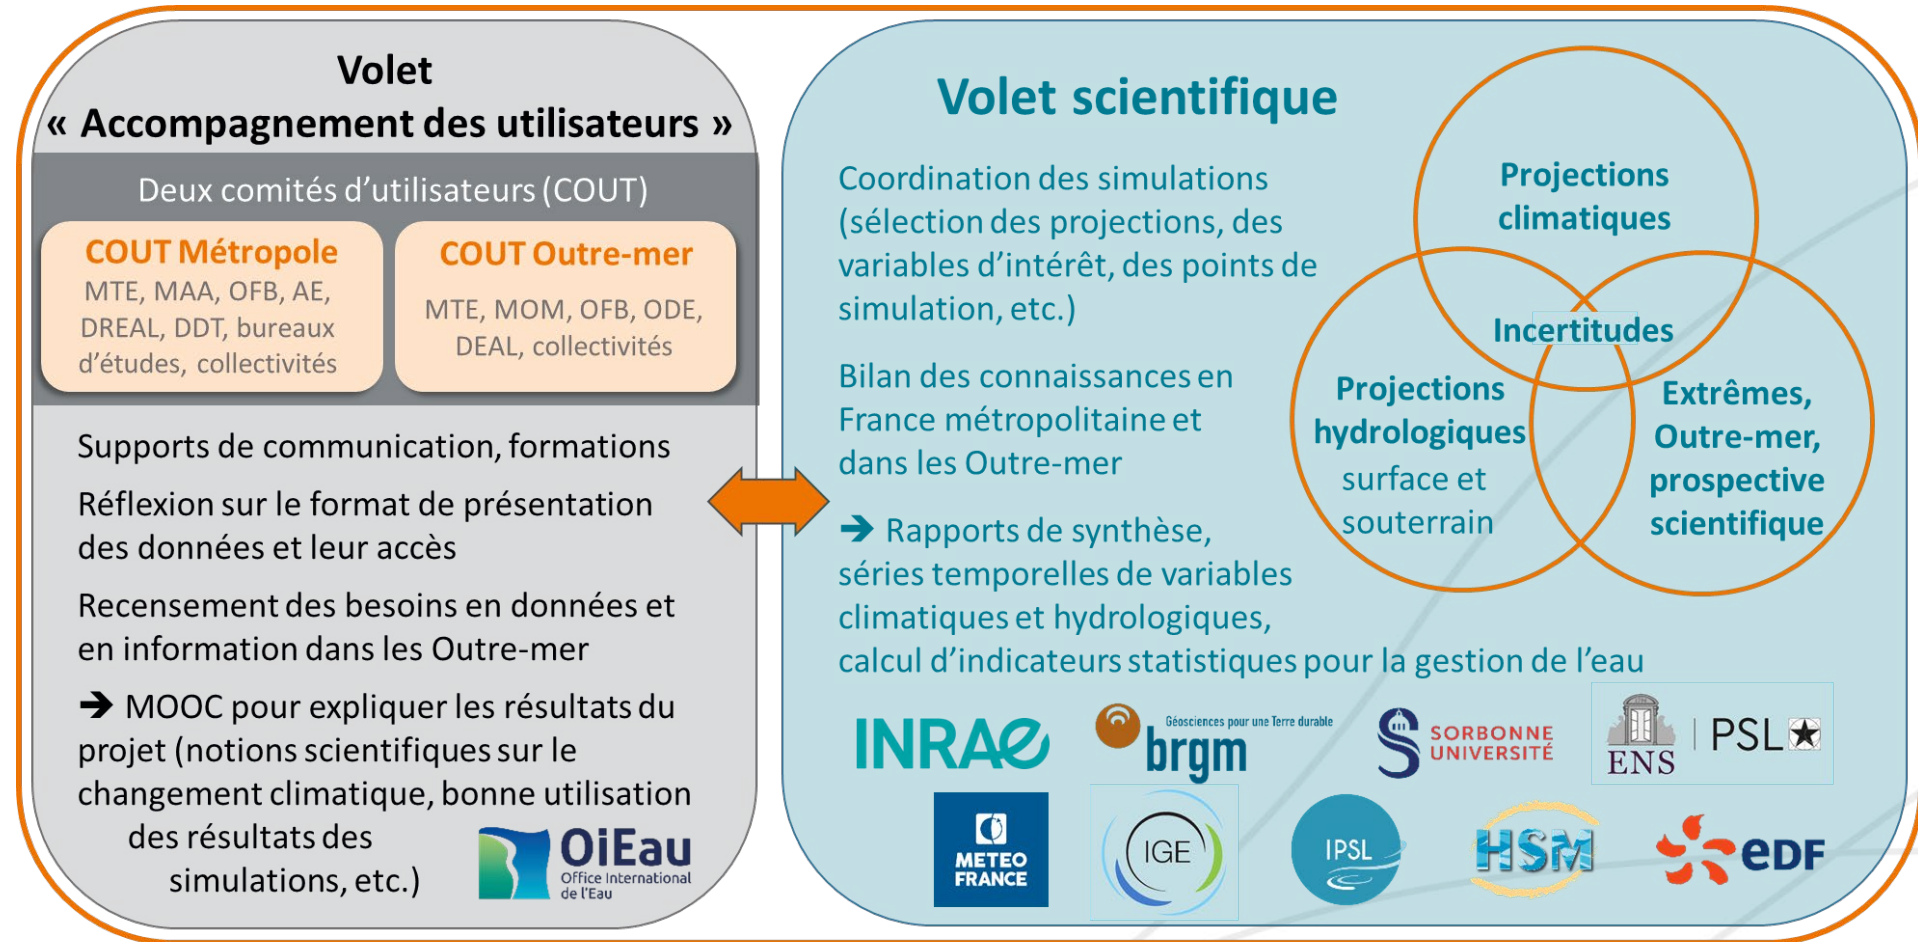 Volet
« Accompagnement des utilisateurs »
Deux comités d’utilisateurs (COUT)
COUT Métropole
MTE, MAA, OFB, AE,
DREAL, DDT, bureaux
d’études, collectivités
COUT Outre-mer
MTE, MOM, OFB, ODE,
DEAL, collectivités
Supports de communication, formations
Réflexion sur le format de présentation
des données et leur accès
Recensement des besoins en données et
en information dans les Outre-mer
➔ MOOC pour expliquer les résultats du
projet (notions scientifiques sur le
changement climatique, bonne utilisation
des résultats des
simulations, etc.)
OiEau
Office International
de l’Eau
Volet scientifique
Coordination des simulations
(sélection des projections, des
variables d’intérêt, des points de
simulation, etc.)
Bilan des connaissances en
France métropolitaine et
dans les Outre-mer
➔ Rapports de synthèse,
séries temporelles de variables
climatiques et hydrologiques,
calcul d’indicateurs statistiques pour la gestion de l’eau
Projections
climatiques
Incertitudes
Projections
hydrologiques
surface et
souterrain
Extrêmes,
Outre-mer,
prospective
scientifique
INRAE
Géosciences pour une Terre durable
brgm
SORBONNE
UNIVERSITÉ
ENS
PSL
METEO
FRANCE
IGE
IPSL
HSM
eDF